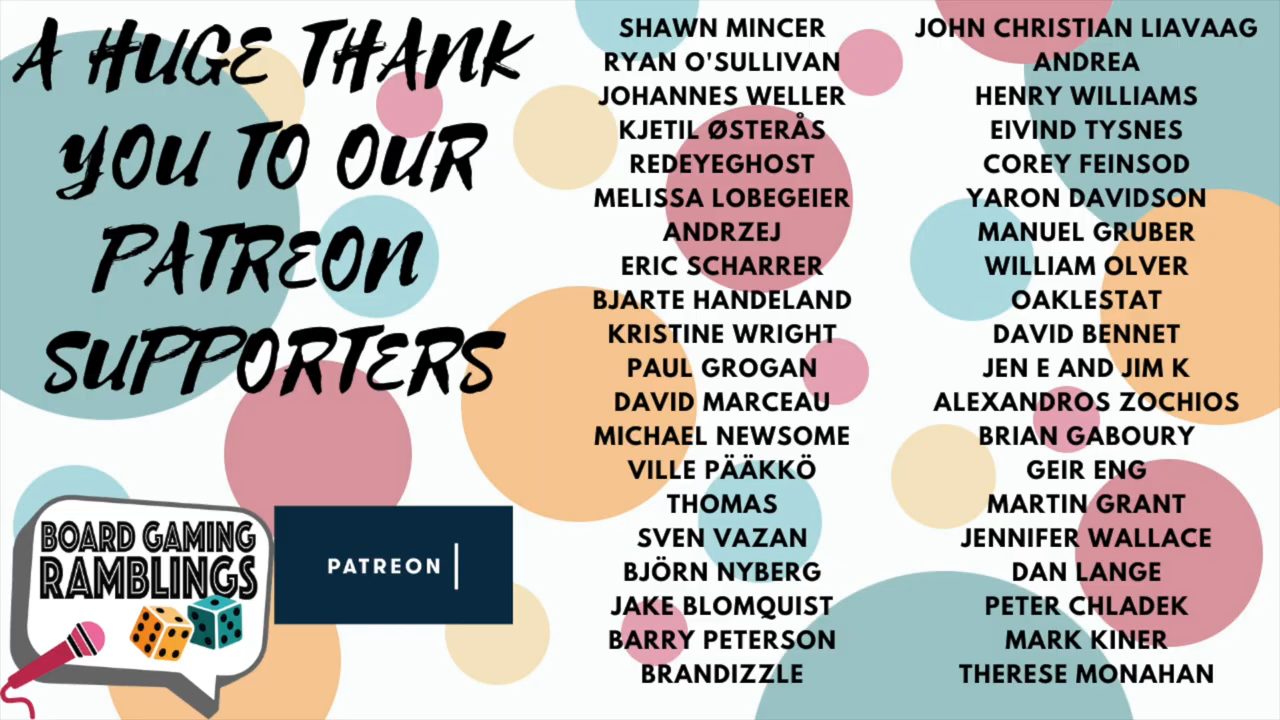 A HUGE THANK
YOU TO OUR
PATREON
SUPPORTERS
BOARD GAMING
RAMBLINGS
PATREON
SHAWN MINCER
RYAN O'SULLIVAN
JOHANNES WELLER
KJETIL ØSTERÅS
REDEYEGHOST
MELISSA LOBEGEIER
ANDRZEJ
ERIC SCHARRER
BJARTE HANDELAND
KRISTINE WRIGHT
PAUL GROGAN
DAVID MARCEAU
MICHAEL NEWSOME
VILLE PÄÄKKÖ
THOMAS
SVEN VAZAN
BJÖRN NYBERG
JAKE BLOMQUIST
BARRY PETERSON
BRANDIZZLE
JOHN CHRISTIAN LIAVAAG
ANDREA
HENRY WILLIAMS
EIVIND TYSNES
COREY FEINSOD
YARON DAVIDSON
MANUEL GRUBER
WILLIAM OLVER
OAKLESTAT
DAVID BENNET
JEN E AND JIM K
ALEXANDROS ZOCHIOS
BRIAN GABOURY
GEIR ENG
MARTIN GRANT
JENNIFER WALLACE
DAN LANGE
PETER CHLADEK
MARK KINER
THERESE MONAHAN